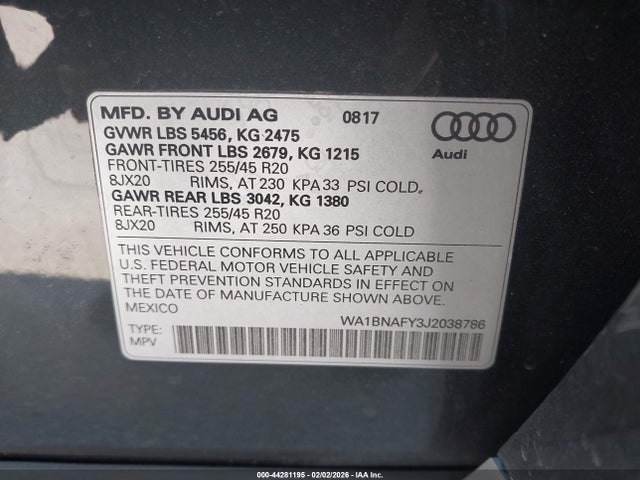 MFD. BY AUDI AG 0817
GVWR LBS 5456, KG 2475
GAWR FRONT LBS 2679, KG 1215
Audi
FRONT-TIRES 255/45 R20
8JX20 RIMS, AT 230 KPA 33 PSI COLD,
GAWR REAR LBS 3042, KG 1380
REAR-TIRES 255/45 R20
8JX20 RIMS, AT 250 KPA 36 PSI COLD
THIS VEHICLE CONFORMS TO ALL APPLICABLE
U.S. FEDERAL MOTOR VEHICLE SAFETY AND
THEFT PREVENTION STANDARDS IN EFFECT ON
THE DATE OF MANUFACTURE SHOWN ABOVE.
MEXICO
WA1BNAFY3J2038786
TYPE:
MPV
000-44281195 - 02/02/2026 - IAAI Inc.